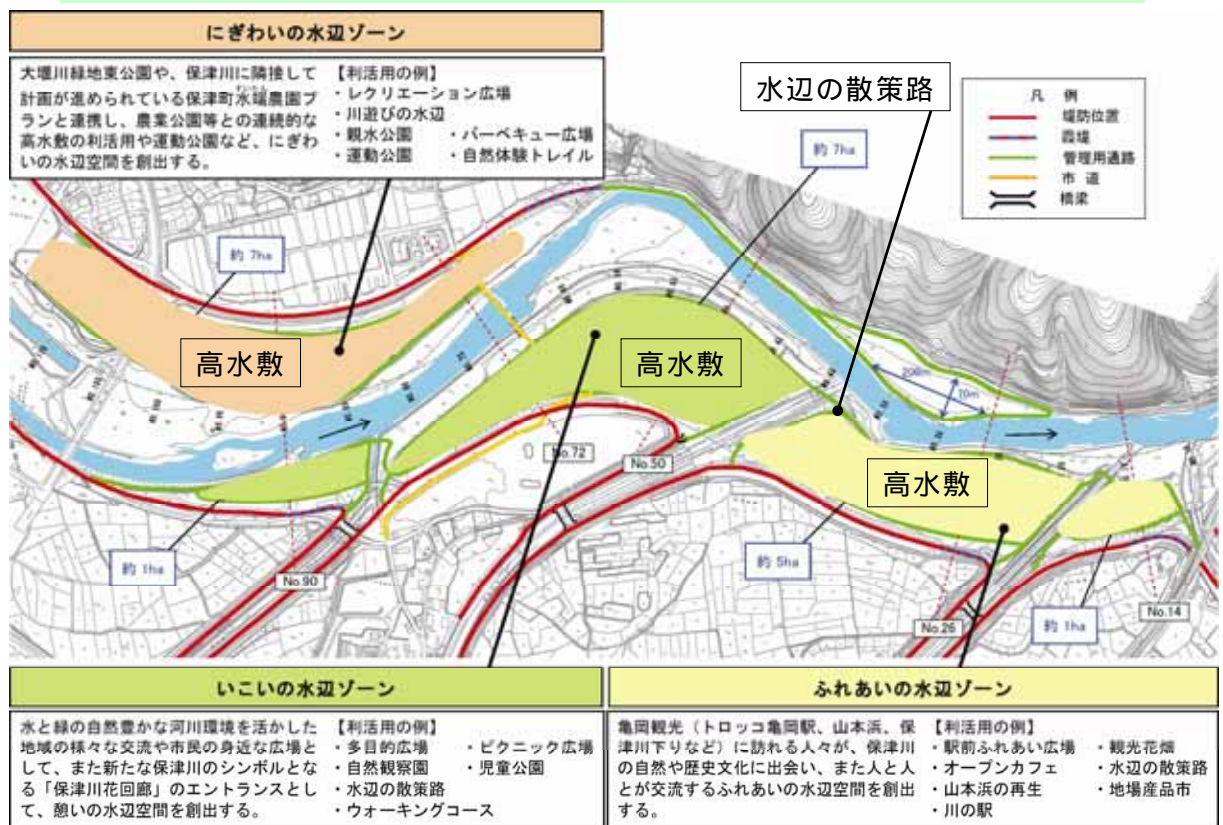 にぎわいの水辺ゾーン
大堰川緑地東公園や、保津川に隣接して
計画が進められている保津町水端農園プ
ランと連携し、農業公園等との連続的な
高水敷の利活用や運動公園など、にぎわ
いの水辺空間を創出する。
【利活用の例】
・レクリエーション広場
・川遊びの水辺
・親水公園 ・バーベキュー広場
・運動公園 ・自然体験トレイル
水辺の散策路
凡 例
堤防位置
霞堤
管理用通路
市 道
橋梁
約 7ha
約 7ha
高水敷
高水敷
200m
70m
No.72
No.50
高水敷
約 1ha
No.90
約 5ha
No.26
約 1ha
No.14
いこいの水辺ゾーン
水と緑の自然豊かな河川環境を活かした
地域の様々な交流や市民の身近な広場と
して、また新たな保津川のシンボルとな
る「保津川花回廊」のエントランスとし
て、憩いの水辺空間を創出する。
【利活用の例】
・多目的広場 ・ピクニック広場
・自然観察園 ・児童公園
・水辺の散策路
・ウォーキングコース
ふれあいの水辺ゾーン
亀岡観光（トロッコ亀岡駅、山本浜、保
津川下りなど）に訪れる人々が、保津川
の自然や歴史文化に出会い、また人と人
とが交流するふれあいの水辺空間を創出
する。
【利活用の例】
・駅前ふれあい広場 ・観光花畑
・オープンカフェ ・水辺の散策路
・山本浜の再生 ・地場産品市
・川の駅